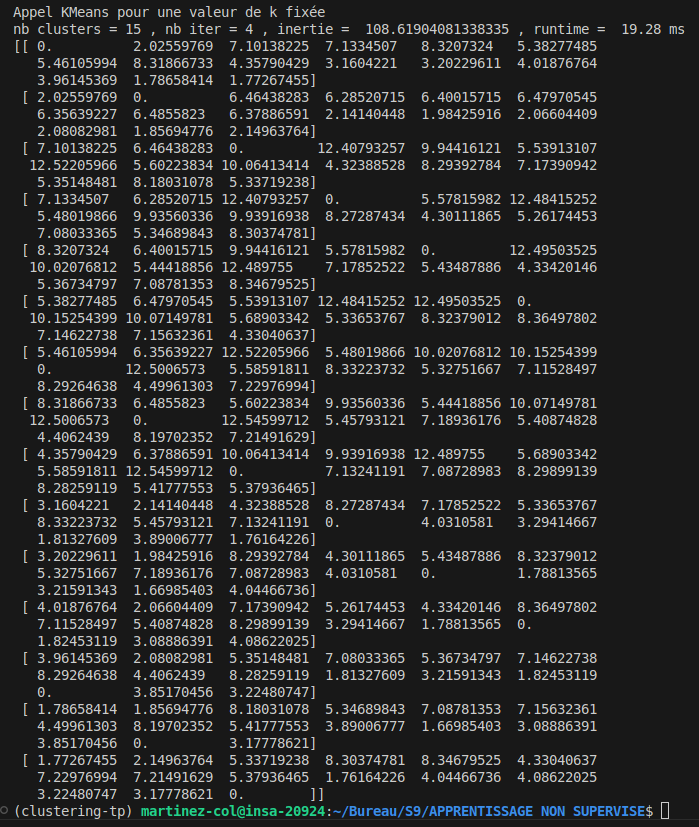 Appel KMeans pour une valeur de k fixée
nb clusters = 15 , nb iter = 4 , inertie =  108.61904081338335 , runtime =  19.28 ms
[[ 0.          2.02559769  7.10138225  7.1334507   8.3207324   5.38277485
   5.46105994  8.31866733  4.35790429  3.1604221   3.20229611  4.01876764
   3.96145369  1.78658414  1.77267455]
 [ 2.02559769  0.          6.46438283  6.28520715  6.40015715  6.47970545
   6.35639227  6.4855823   6.37886591  2.14140448  1.98425916  2.06604409
   2.08082981  1.85694776  2.14963764]
 [ 7.10138225  6.46438283  0.         12.40793257  9.94416121  5.53913107
  12.52205966  5.60223834 10.06413414  4.32388528  8.29392784  7.17390942
   5.35148481  8.18031078  5.33719238]
 [ 7.1334507   6.28520715 12.40793257  0.          5.57815982 12.48415252
   5.48019866  9.93560336  9.93916938  8.27287434  4.30111865  5.26174453
   7.08033365  5.34689843  8.30374781]
 [ 8.3207324   6.40015715  9.94416121  5.57815982  0.         12.49503525
  10.02076812  5.44418856 12.489755    7.17852522  5.43487886  4.33420146
   5.36734797  7.08781353  8.34679525]
 [ 5.38277485  6.47970545  5.53913107 12.48415252 12.49503525  0.
  10.15254399 10.07149781  5.68903342  5.33653767  8.32379012  8.36497802
   7.14622738  7.15632361  4.33040637]
 [ 5.46105994  6.35639227 12.52205966  5.48019866 10.02076812 10.15254399
   0.         12.5006573   5.58591811  8.33223732  5.32751667  7.11528497
   8.29264638  4.49961303  7.22976994]
 [ 8.31866733  6.4855823   5.60223834  9.93560336  5.44418856 10.07149781
  12.5006573   0.         12.54599712  5.45793121  7.18936176  5.40874828
   4.4062439   8.19702352  7.21491629]
 [ 4.35790429  6.37886591 10.06413414  9.93916938 12.489755    5.68903342
   5.58591811 12.54599712  0.          7.13241191  7.08728983  8.29899139
   8.28259119  5.41777553  5.37936465]
 [ 3.1604221   2.14140448  4.32388528  8.27287434  7.17852522  5.33653767
   8.33223732  5.45793121  7.13241191  0.          4.0310581   3.29414667
   1.81327609  3.89006777  1.76164226]
 [ 3.20229611  1.98425916  8.29392784  4.30111865  5.43487886  8.32379012
   5.32751667  7.18936176  7.08728983  4.0310581   0.          1.78813565
   3.21591343  1.66985403  4.04466736]
 [ 4.01876764  2.06604409  7.17390942  5.26174453  4.33420146  8.36497802
   7.11528497  5.40874828  8.29899139  3.29414667  1.78813565  0.
   1.82453119  3.08886391  4.08622025]
 [ 3.96145369  2.08082981  5.35148481  7.08033365  5.36734797  7.14622738
   8.29264638  4.4062439   8.28259119  1.81327609  3.21591343  1.82453119
   0.          3.85170456  3.22480747]
 [ 1.78658414  1.85694776  8.18031078  5.34689843  7.08781353  7.15632361
   4.49961303  8.19702352  5.41777553  3.89006777  1.66985403  3.08886391
   3.85170456  0.          3.17778621]
 [ 1.77267455  2.14963764  5.33719238  8.30374781  8.34679525  4.33040637
   7.22976994  7.21491629  5.37936465  1.76164226  4.04466736  4.08622025
   3.22480747  3.17778621  0.        ]]
(clustering-tp) martinez-col@insa-20924:~/Bureau/S9/APPRENTISSAGE NON SUPERVISE$